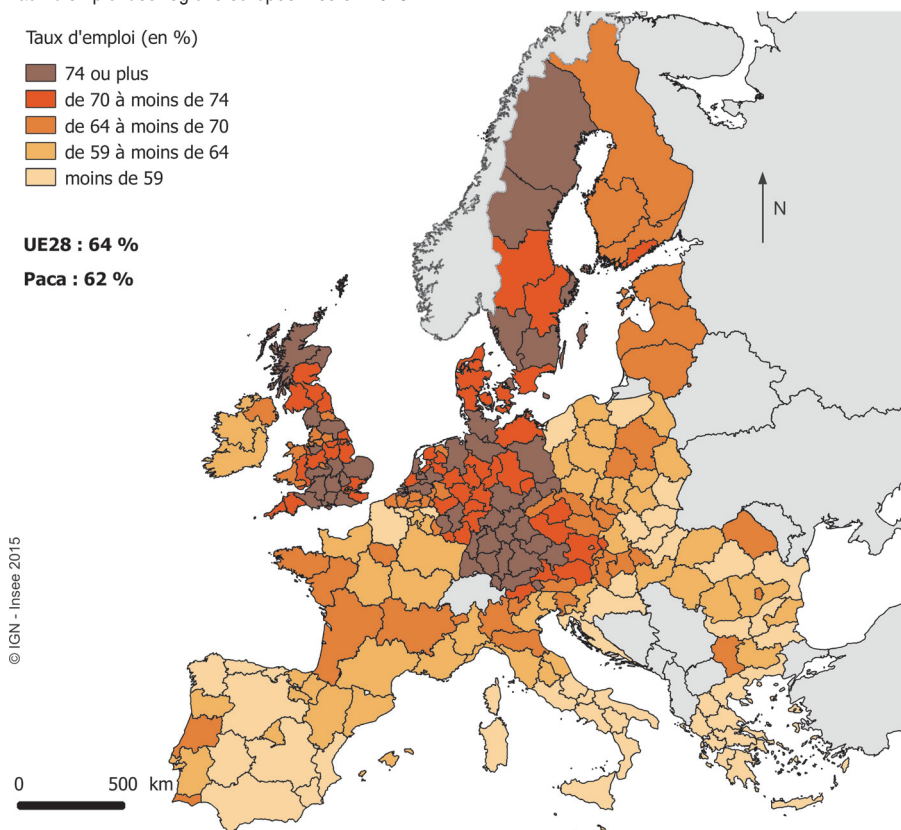 Taux d'emploi (en %)
74 ou plus
de 70 à moins de 74
de 64 à moins de 70
de 59 à moins de 64
moins de 59
UE28 : 64 %
Paca : 62 %
N
© IGN - Insee 2015
0 500 km